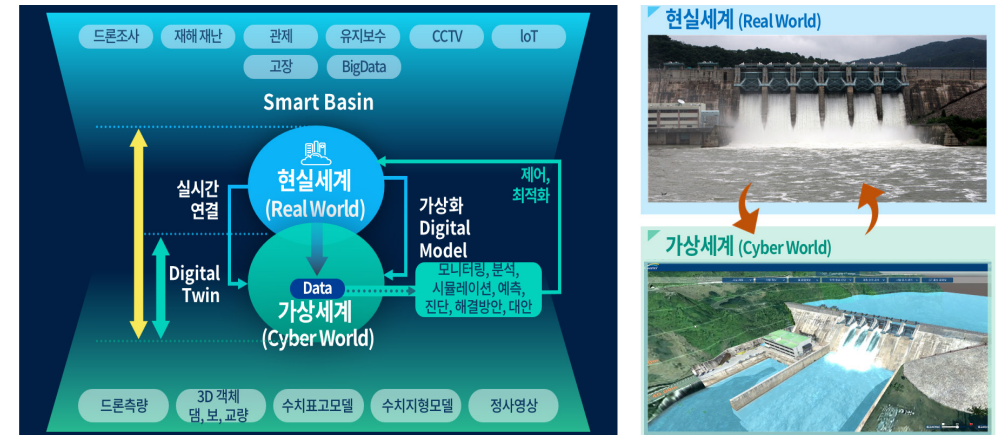 드론조사
재해 재난
관제
유지보수
CCTV
IoT
고장
BigData
Smart Basin
현실세계
(Real World)
실시간
연결
Digital
Twin
가상화
Digital
Model
제어,
최적화
Data
가상세계
(Cyber World)
모니터링, 분석,
시뮬레이션, 예측,
진단, 해결방안, 대안
드론측량
3D 객체
댐, 보, 교량
수치표고모델
수치지형모델
정사영상
현실세계 (Real World)
가상세계 (Cyber World)